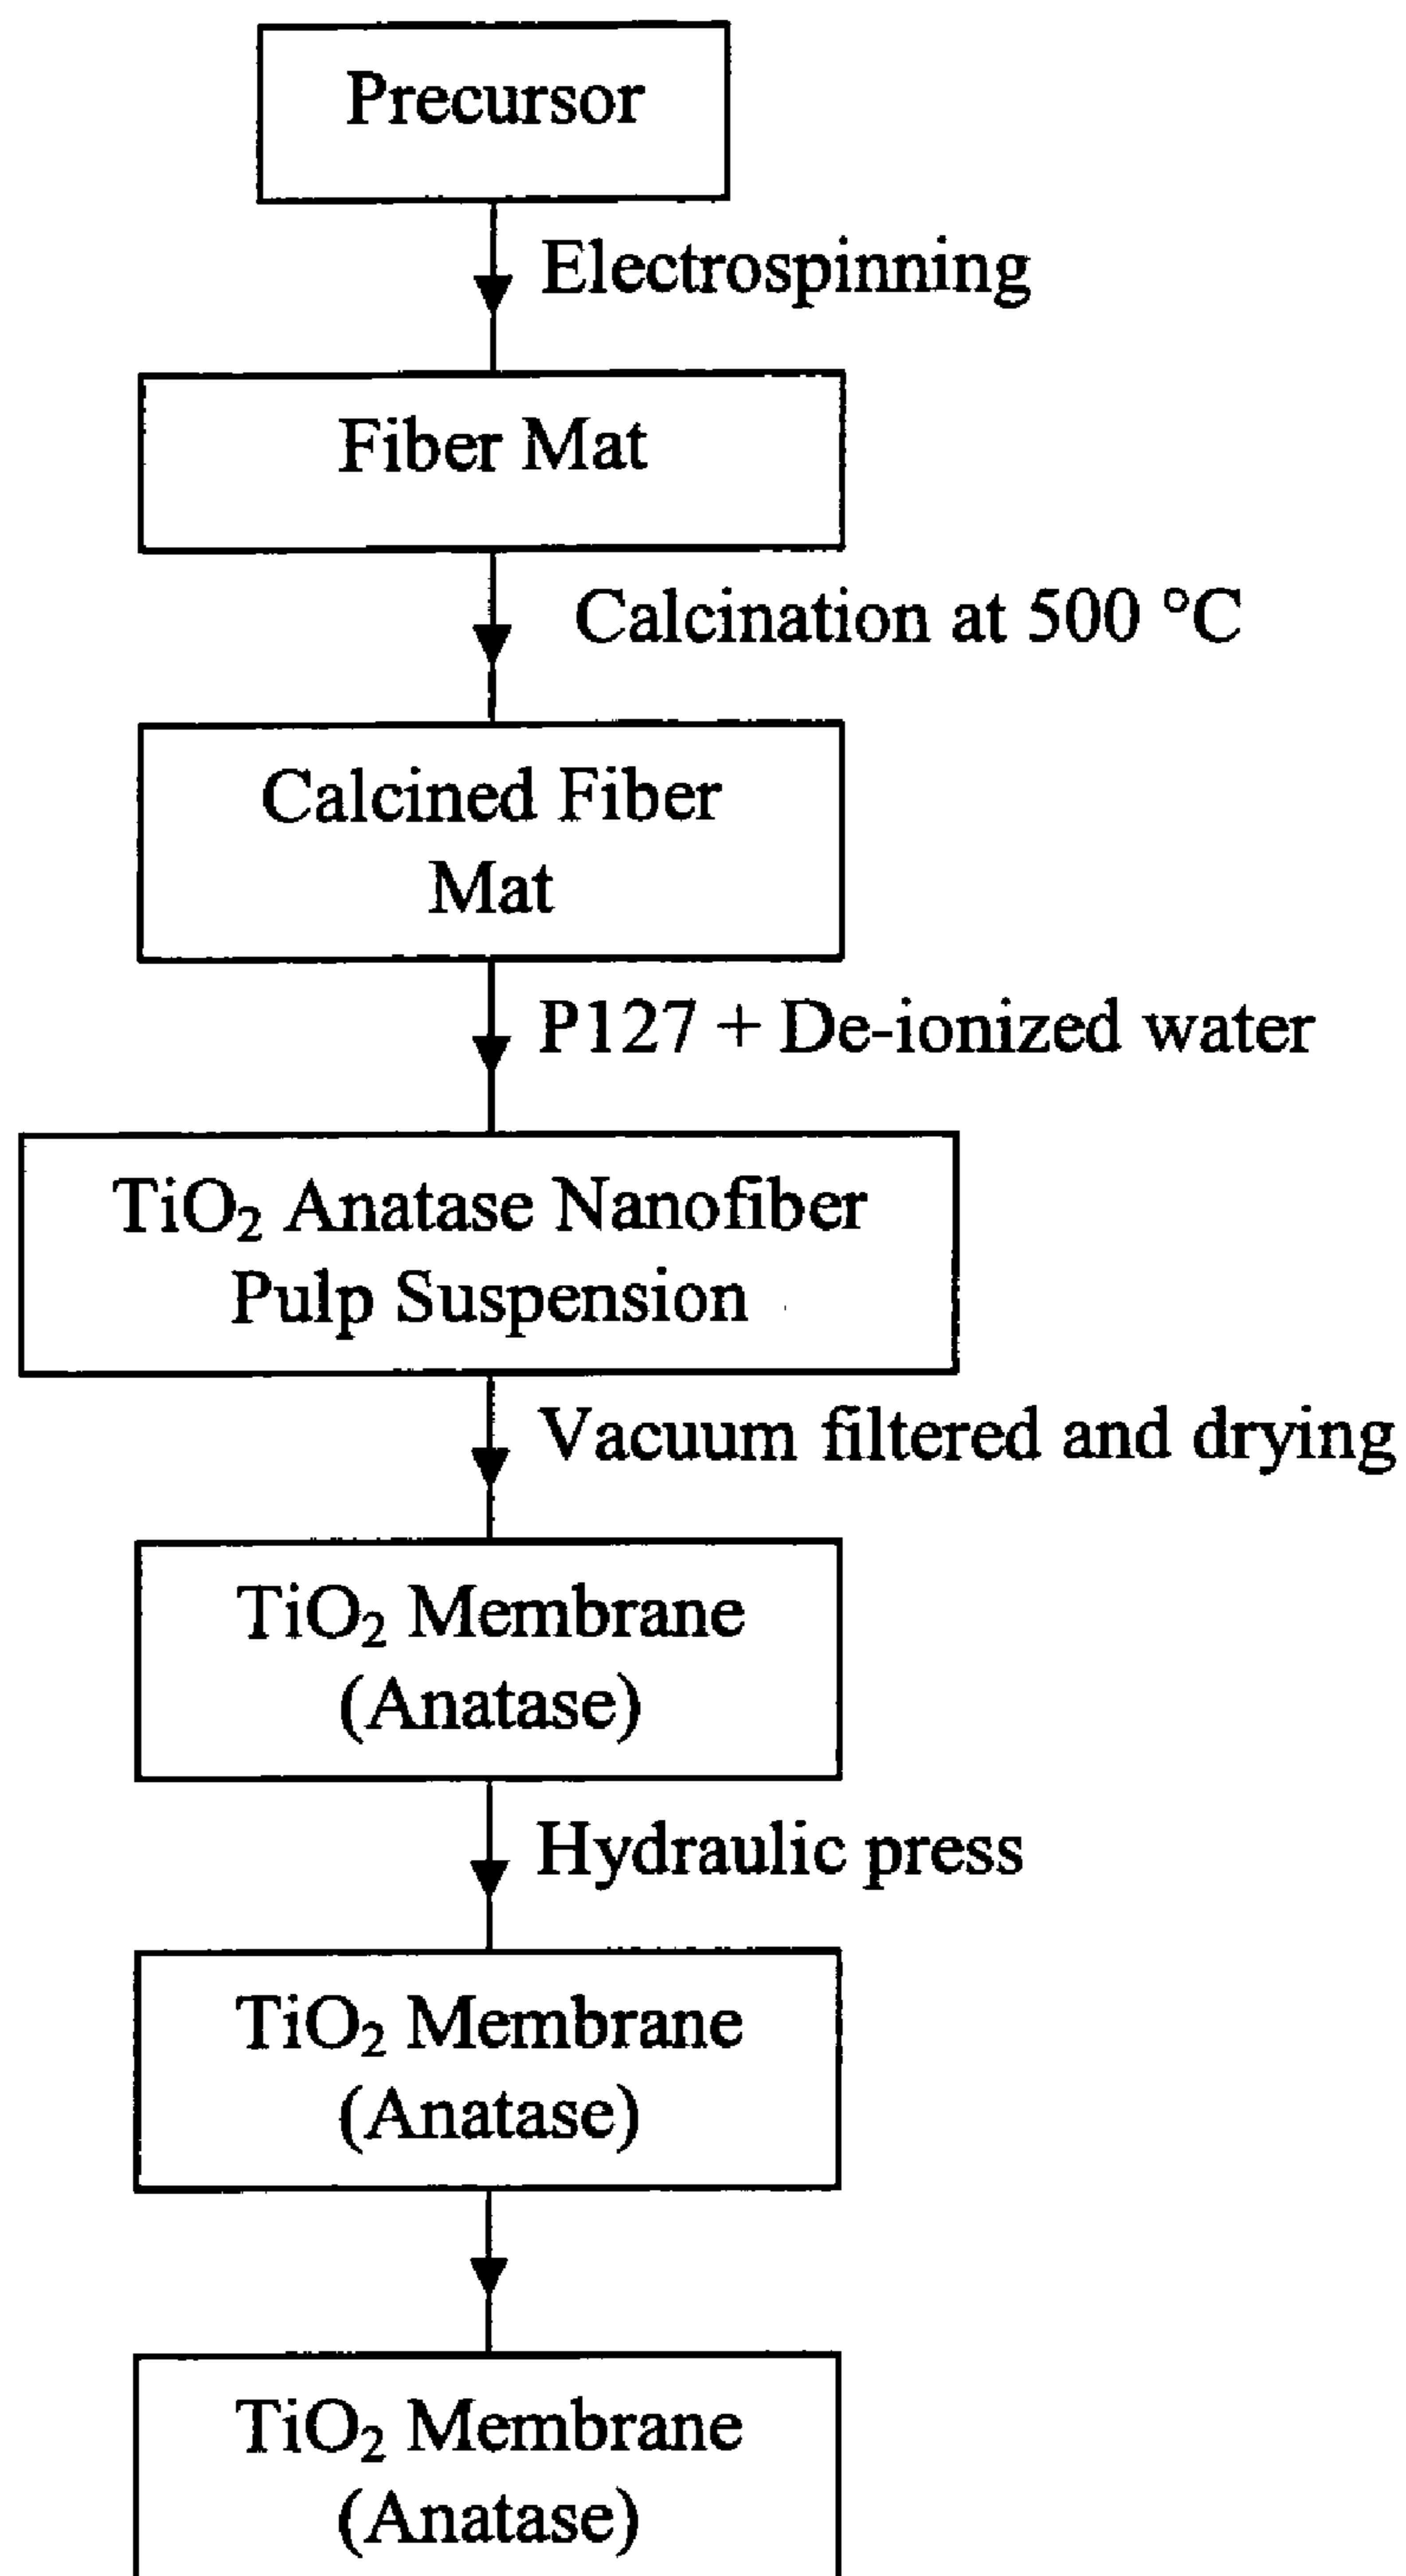 Precursor
Electrospinning
Fiber Mat
Calcination at 500 °C
Calcined Fiber
Mat
P127 + De-ionized water
TiO₂ Anatase Nanofiber
Pulp Suspension
Vacuum filtered and drying
TiO₂ Membrane
(Anatase)
Hydraulic press
TiO₂ Membrane
(Anatase)
TiO₂ Membrane
(Anatase)